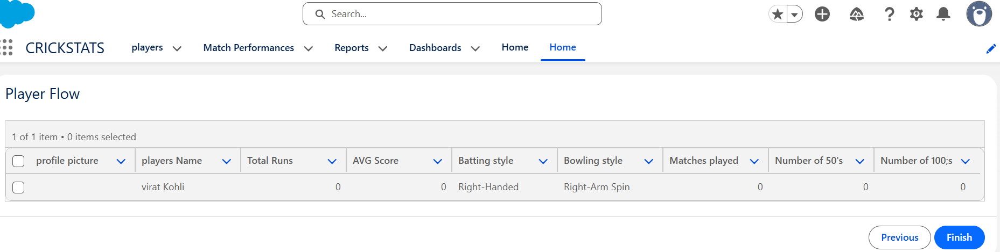 Search...
CRICKSTATS players Match Performances Reports Dashboards Home Home
Player Flow
1 of 1 item • 0 items selected
profile picture players Name Total Runs AVG Score Batting style Bowling style Matches played Number of 50's Number of 100;s
virat Kohli 0 0 Right-Handed Right-Arm Spin 0 0 0
Previous Finish